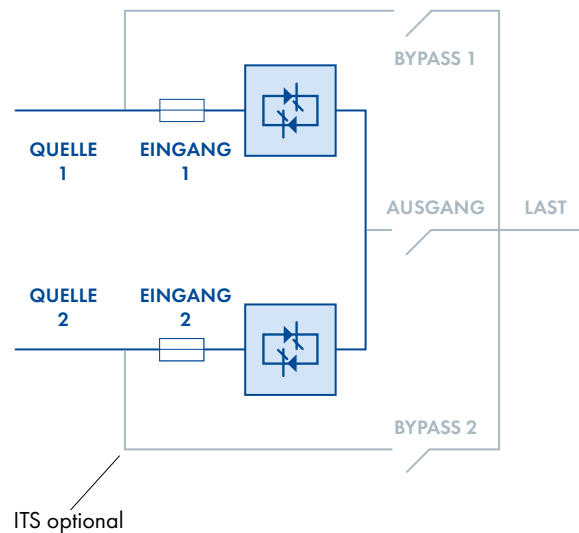 BYPASS 1
QUELLE
1
EINGANG
1
AUSGANG
LAST
QUELLE
2
EINGANG
2
BYPASS 2
ITS optional